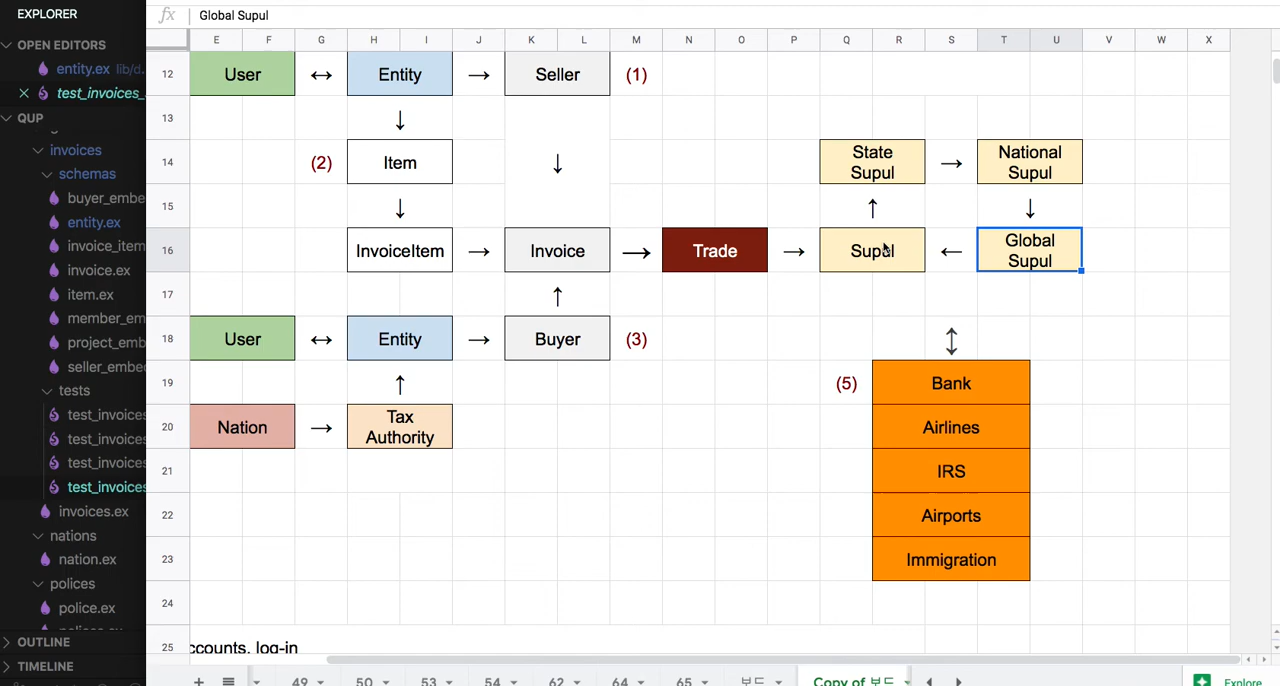 EXPLORER
OPEN EDITORS
entity.ex lib/d.
test_invoices_
QUP
invoices
schemas
buyer_embe
entity.ex
invoice_item
invoice.ex
item.ex
member_em
project_emb
seller_embe
tests
test_invoices
test_invoices
test_invoices
test_invoices
invoices.ex
nations
nation.ex
polices
police.ex
OUTLINE
TIMELINE
fx Global Supul
E F G H I J K L M N O P Q R S T U V W X
12 User ↔ Entity → Seller (1)
13 ↓
14 (2) Item ↓ State Supul → National Supul
15 ↓ ↑ ↓
16 InvoiceItem → Invoice → Trade → Supul ← Global Supul
17 ↑
18 User ↔ Entity → Buyer (3) ↕
19 ↑ (5) Bank
20 Nation → Tax Authority Airlines
21 IRS
22 Airports
23 Immigration
24
25 ccounts, log-in
49 50 53 54 62 64 65 보드 Copy of 보드 Explore